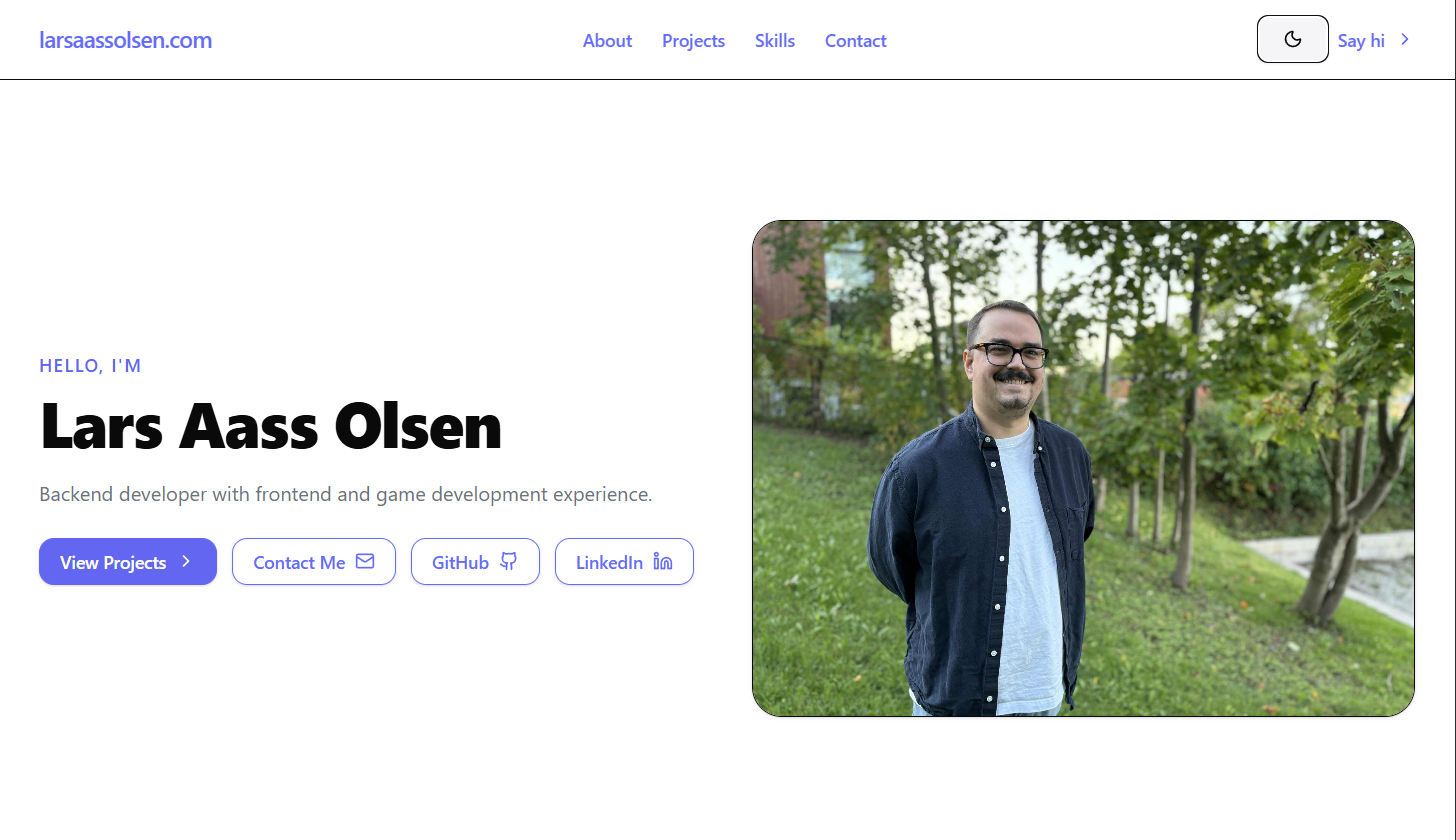 larsaassolsen.com
About Projects Skills Contact
Say hi
HELLO, I'M
Lars Aass Olsen
Backend developer with frontend and game development experience.
View Projects
Contact Me
GitHub
LinkedIn